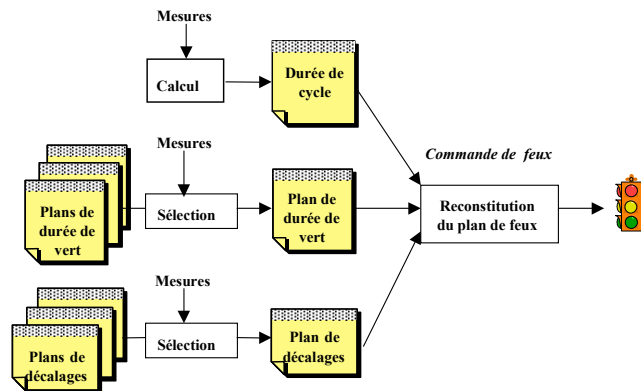 Mesures
Calcul
Durée de
cycle
Mesures
Commande de feux
Plans de
durée de
vert
Sélection
Plan de
durée de
vert
Reconstitution
du plan de feux
Mesures
Plans de
décalages
Sélection
Plan de
décalages